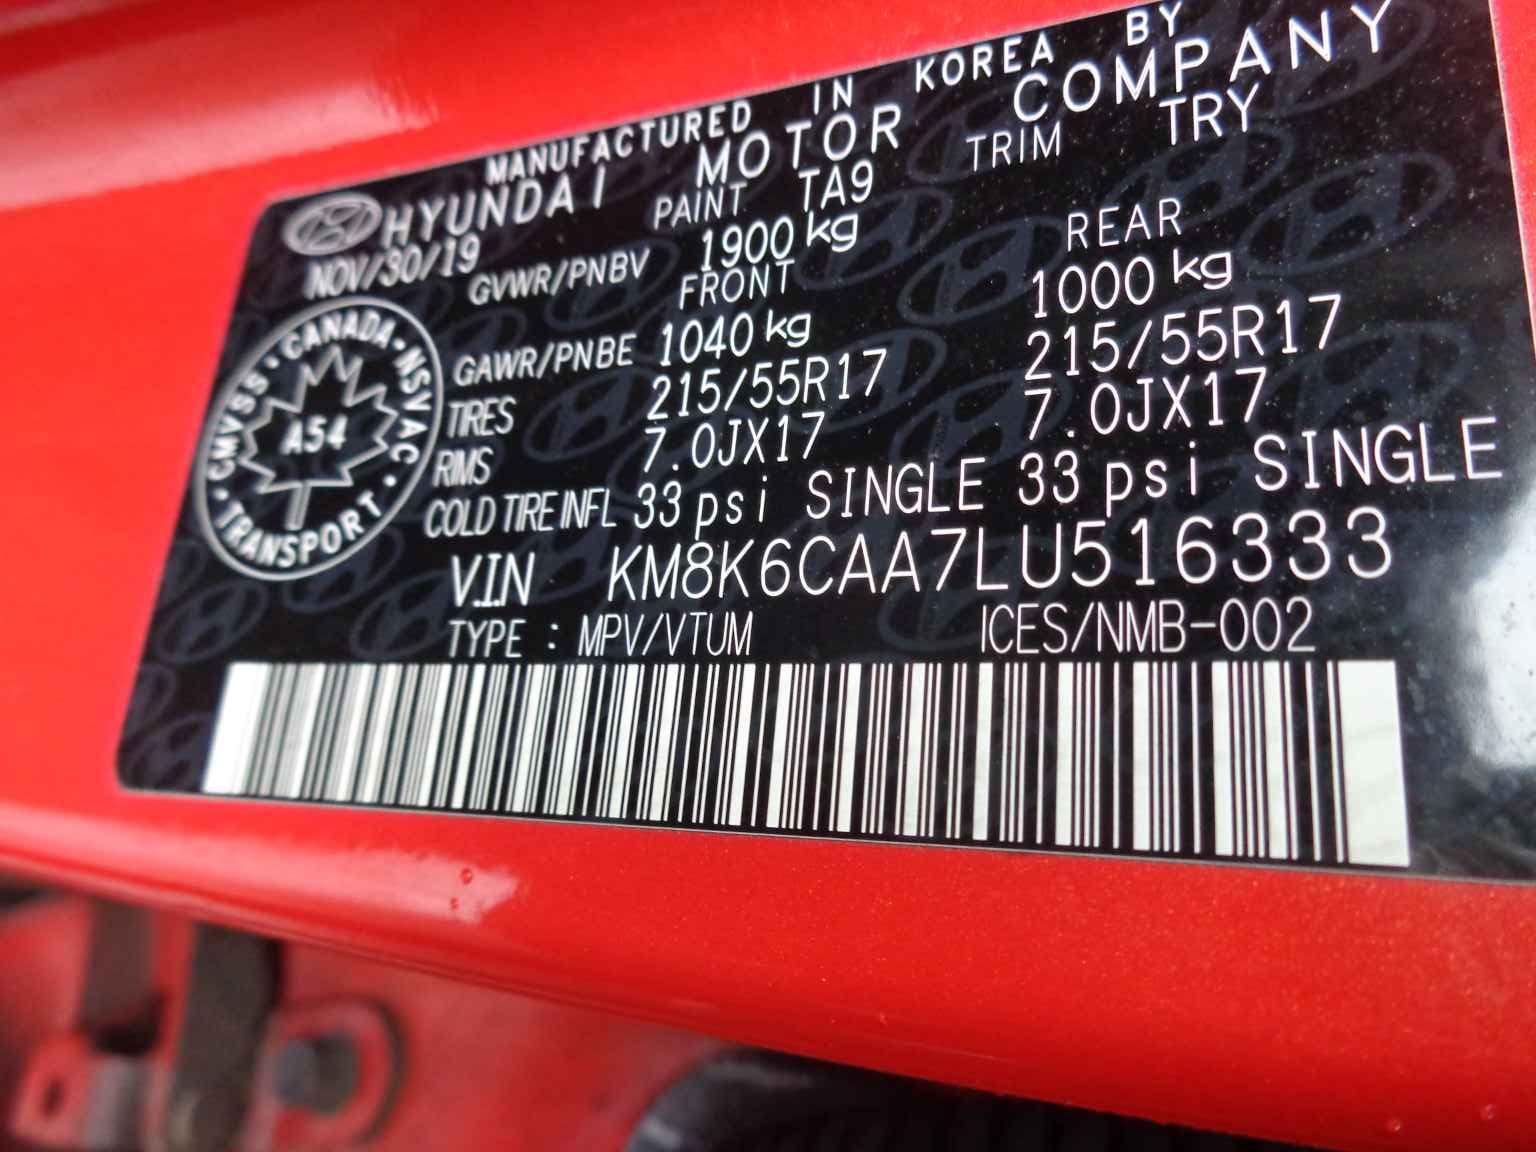 MANUFACTURED IN KOREA BY
HYUNDAI MOTOR COMPANY
NOV/30/19 PAINT TA9 TRIM TRY
GVWR/PNBV 1900 kg
FRONT REAR
GAWR/PNBE 1040 kg 1000 kg
TIRES 215/55R17 215/55R17
RIMS 7.0JX17 7.0JX17
COLD TIRE INFL 33 psi SINGLE 33 psi SINGLE
V.I.N KM8K6CAA7LU516333
TYPE : MPV/VTUM ICES/NMB-002
CMVSS · CANADA · NSVAC · TRANSPORT ·
A54